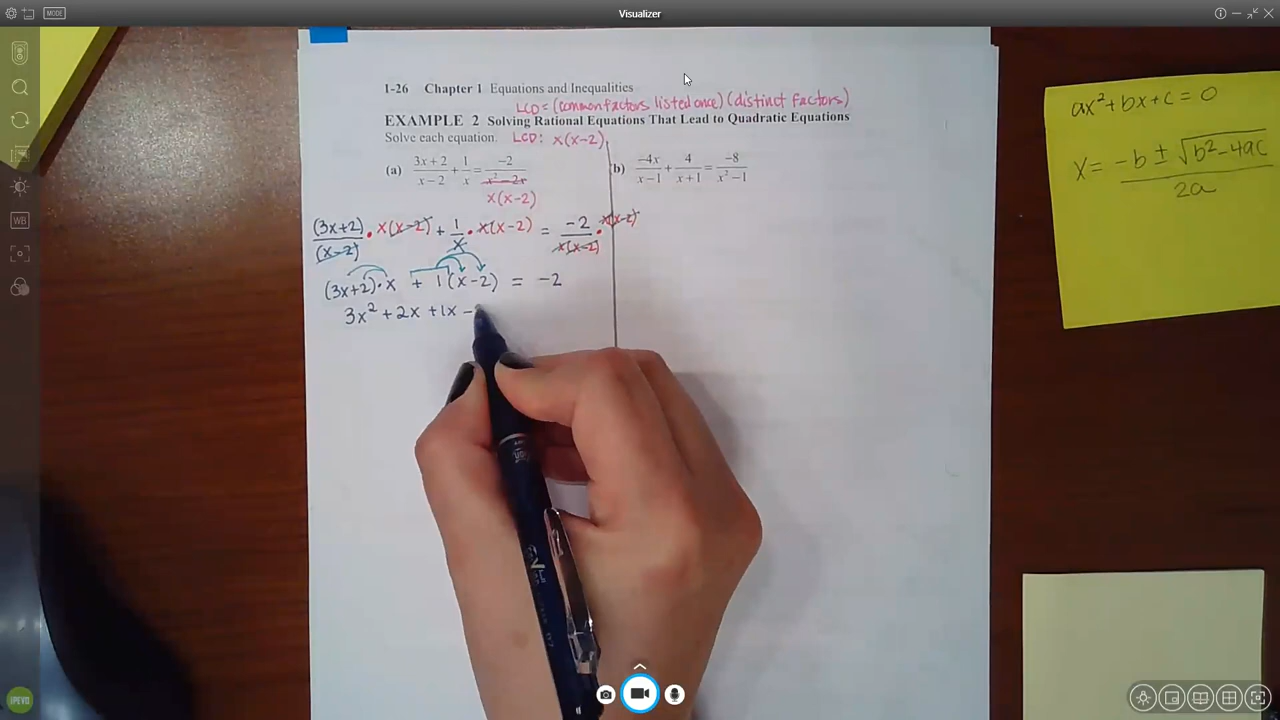 MODE
Visualizer
1-26 Chapter 1 Equations and Inequalities
LCD = (common factors listed once) (distinct factors)
EXAMPLE 2 Solving Rational Equations That Lead to Quadratic Equations
Solve each equation. LCD: x(x-2)
(a) 3x + 2 / x − 2 + 1 / x = −2 / x² − 2x
x(x-2)
b) −4x / x − 1 + 4 / x + 1 = −8 / x² − 1
(3x+2) / (x-2) • x(x-2) + 1 / x • x(x-2) = -2 / x(x-2) • x(x-2)
(3x+2)•x + 1(x-2) = -2
3x² + 2x + 1x -
ax² + bx + c = 0
x = -b ± √b² - 4ac / 2a
WB
IPEVO